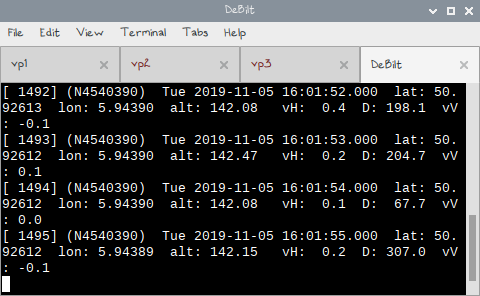 DeBilt
File Edit View Terminal Tabs Help
vp1 vp2 vp3 DeBilt
[ 1492] (N4540390)  Tue 2019-11-05 16:01:52.000  lat: 50.
92613  lon: 5.94390  alt: 142.08   vH:  0.4  D: 198.1  vV
: -0.1
[ 1493] (N4540390)  Tue 2019-11-05 16:01:53.000  lat: 50.
92612  lon: 5.94390  alt: 142.47   vH:  0.2  D: 204.7  vV
: 0.1
[ 1494] (N4540390)  Tue 2019-11-05 16:01:54.000  lat: 50.
92612  lon: 5.94390  alt: 142.08   vH:  0.1  D:  67.7  vV
: 0.0
[ 1495] (N4540390)  Tue 2019-11-05 16:01:55.000  lat: 50.
92612  lon: 5.94389  alt: 142.15   vH:  0.2  D: 307.0  vV
: -0.1